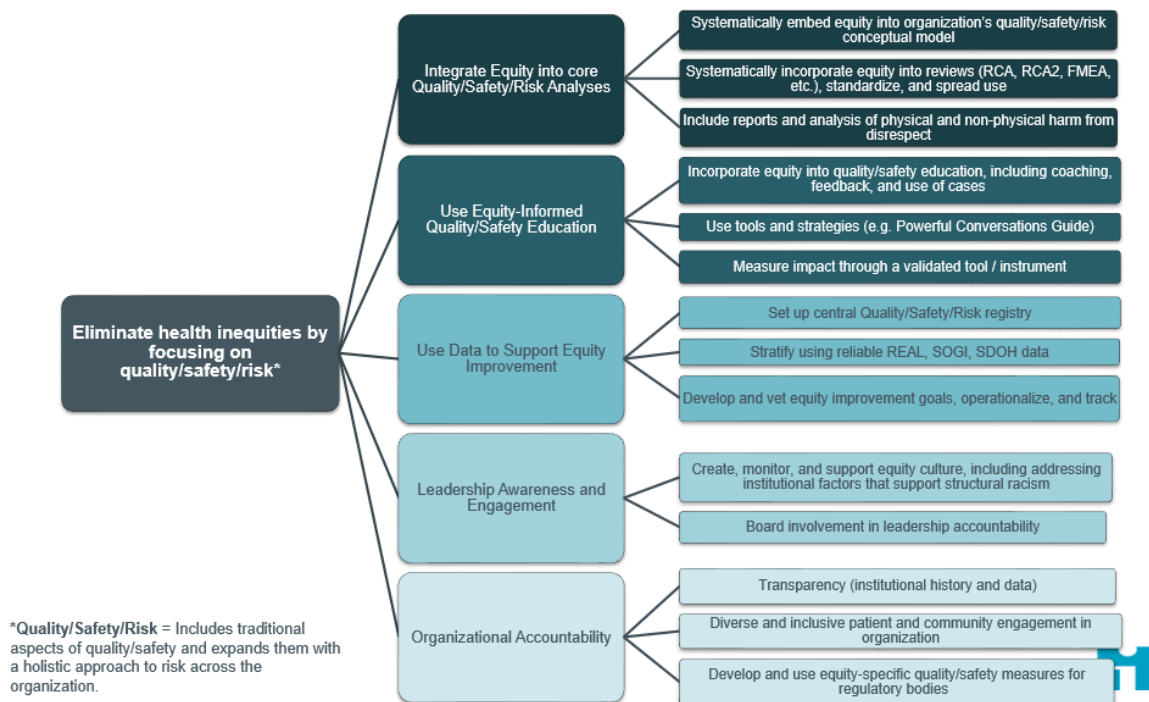 Eliminate health inequities by
focusing on
quality/safety/risk*
Integrate Equity into core
Quality/Safety/Risk Analyses
Systematically embed equity into organization's quality/safety/risk
conceptual model
Systematically incorporate equity into reviews (RCA, RCA2, FMEA,
etc.), standardize, and spread use
Include reports and analysis of physical and non-physical harm from
disrespect
Use Equity-Informed
Quality/Safety Education
Incorporate equity into quality/safety education, including coaching,
feedback, and use of cases
Use tools and strategies (e.g. Powerful Conversations Guide)
Measure impact through a validated tool / instrument
Use Data to Support Equity
Improvement
Set up central Quality/Safety/Risk registry
Stratify using reliable REAL, SOGI, SDOH data
Develop and vet equity improvement goals, operationalize, and track
Leadership Awareness and
Engagement
Create, monitor, and support equity culture, including addressing
institutional factors that support structural racism
Board involvement in leadership accountability
Organizational Accountability
Transparency (institutional history and data)
Diverse and inclusive patient and community engagement in
organization
Develop and use equity-specific quality/safety measures for
regulatory bodies
*Quality/Safety/Risk = Includes traditional
aspects of quality/safety and expands them with
a holistic approach to risk across the
organization.